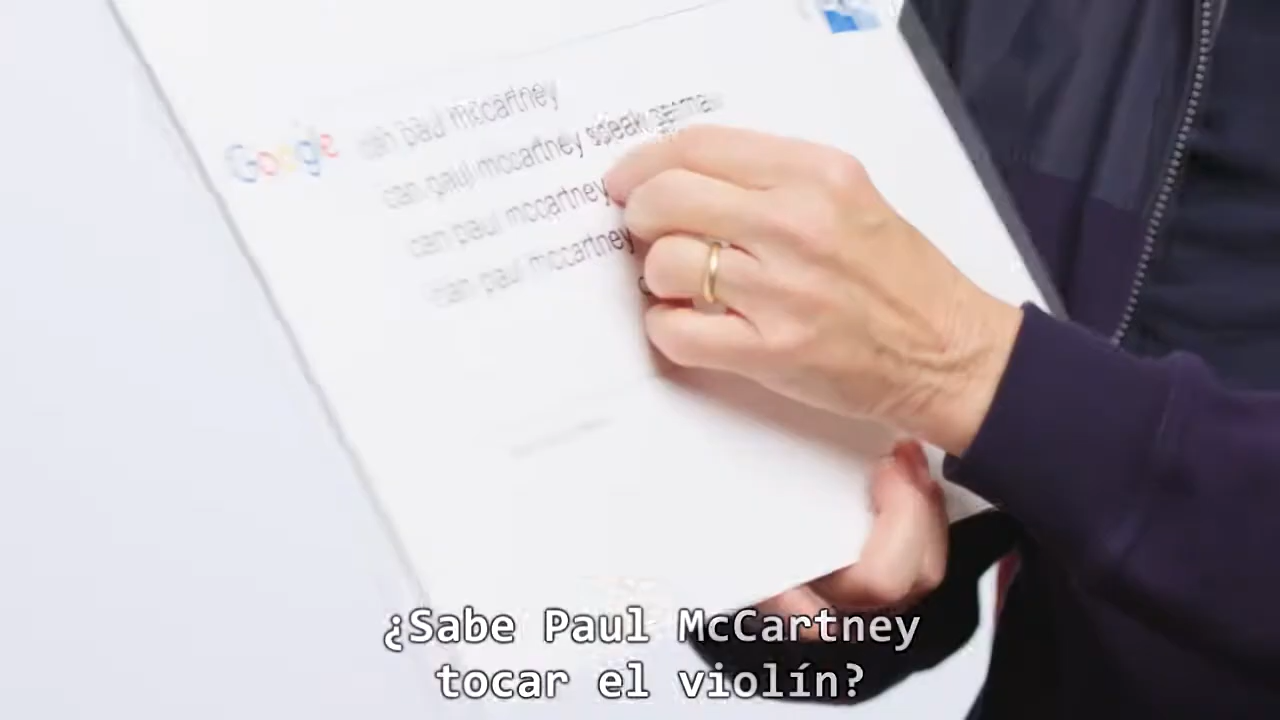 Google
can paul mccartney
can paul mccartney speak german
can paul mccartney
can paul mccartney
¿Sabe Paul McCartney
tocar el violín?